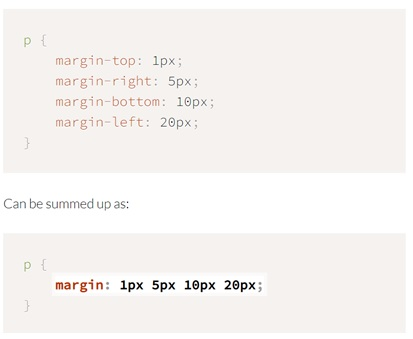 p {
margin-top: 1px;
margin-right: 5px;
margin-bottom: 10px;
margin-left: 20px;
}
Can be summed up as:
p {
margin: 1px 5px 10px 20px;
}